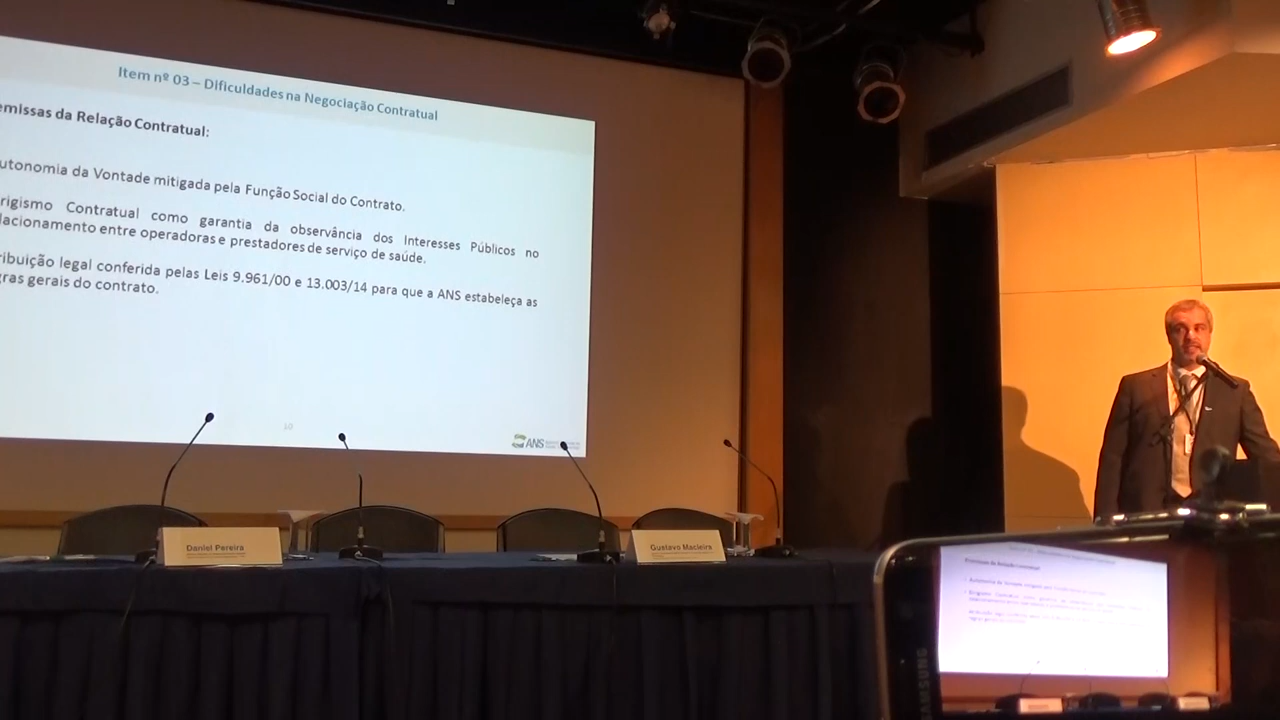 Item nº 03 – Dificuldades na Negociação Contratual
emissas da Relação Contratual:
utonomia da Vontade mitigada pela Função Social do Contrato.
rigismo Contratual como garantia da observância dos Interesses Públicos no
lacionamento entre operadoras e prestadores de serviço de saúde.
ribuição legal conferida pelas Leis 9.961/00 e 13.003/14 para que a ANS estabeleça as
gras gerais do contrato.
10
ANS
Daniel Pereira
Gustavo Macieira
SAMSUNG